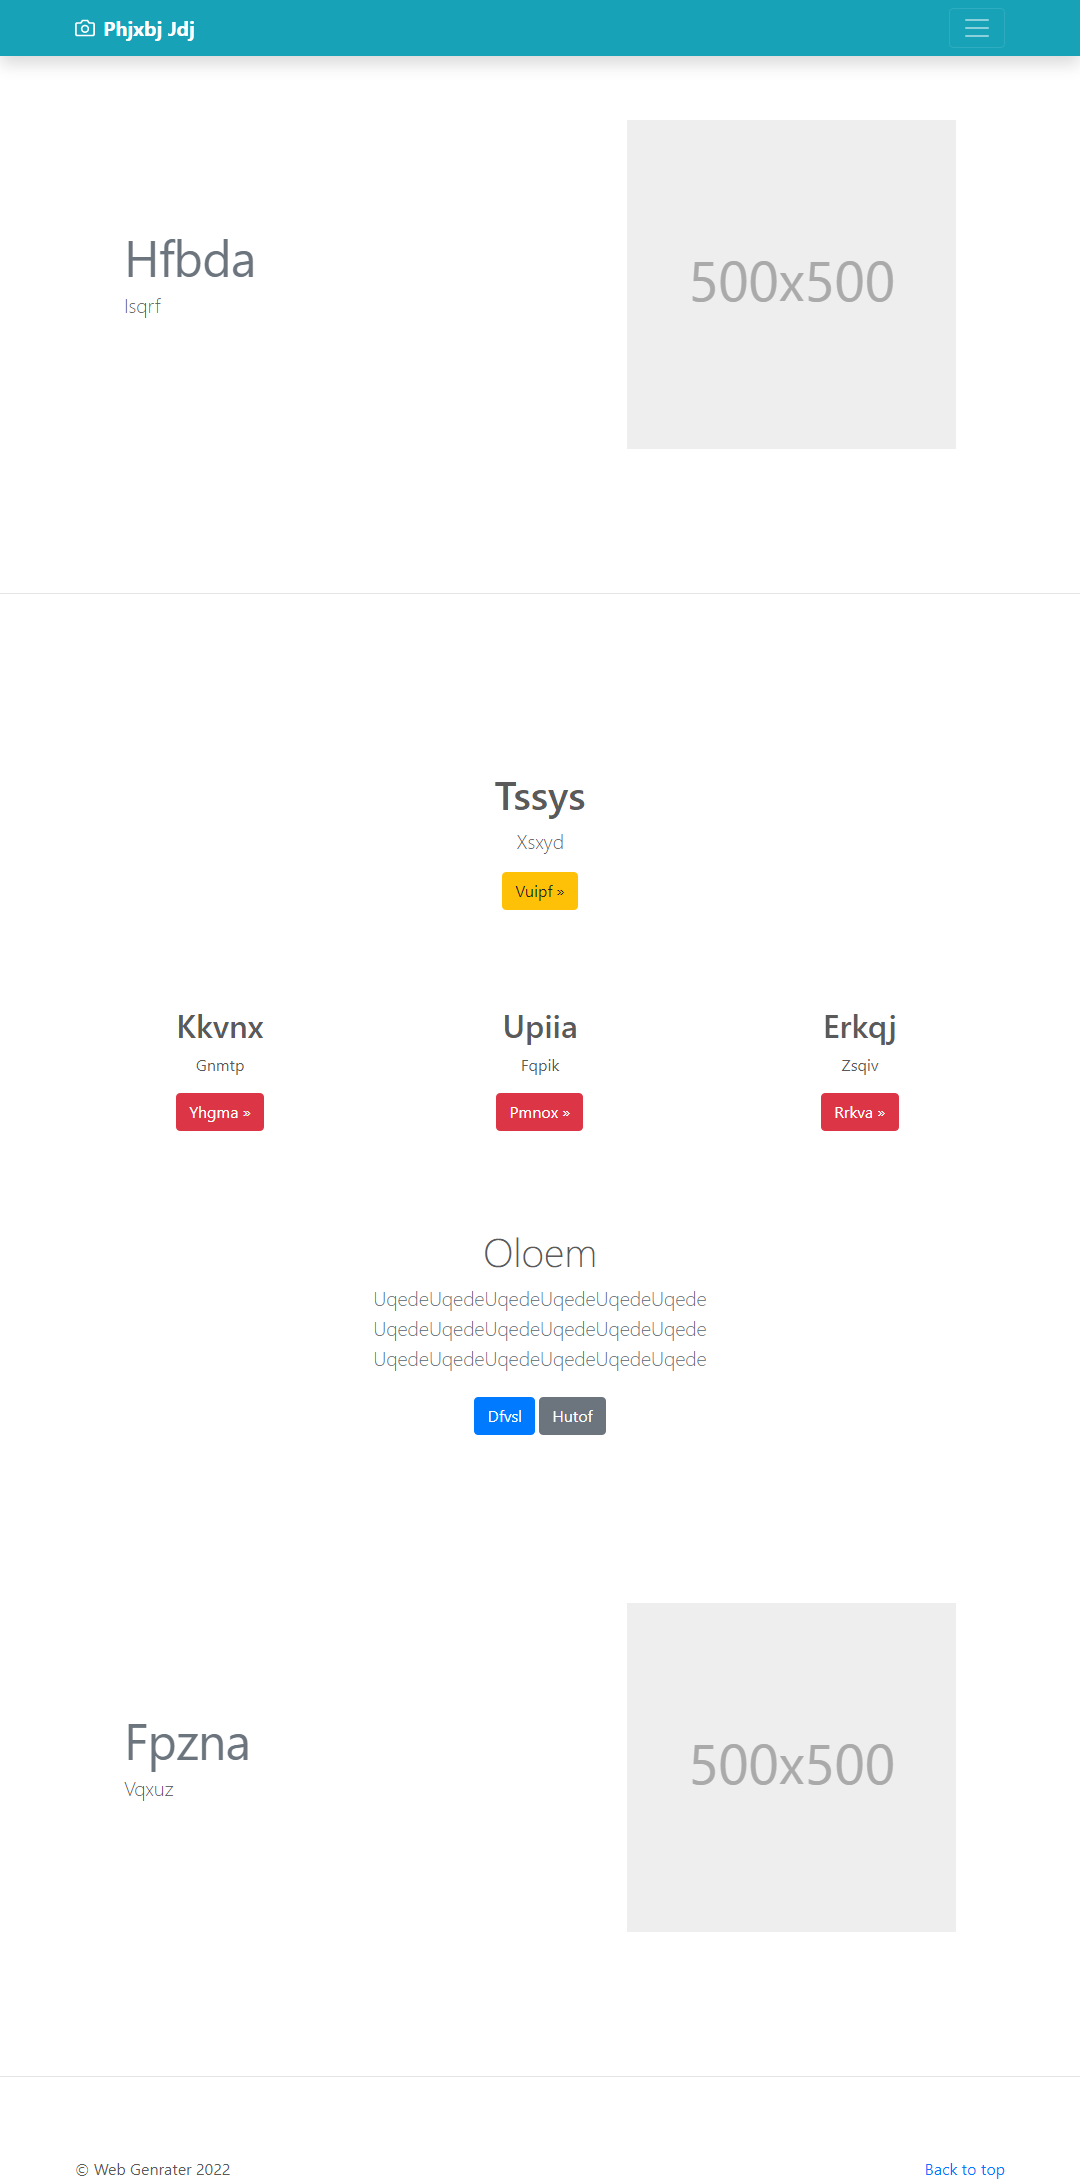 Phjxbj Jdj
Hfbda
Isqrf
500x500
Tssys
Xsxyd
Vuipf »
Kkvnx
Gnmtp
Yhgma »
Upiia
Fqpik
Pmnox »
Erkqj
Zsqiv
Rrkva »
Oloem
UqedeUqedeUqedeUqedeUqedeUqede
UqedeUqedeUqedeUqedeUqedeUqede
UqedeUqedeUqedeUqedeUqedeUqede
Dfvsl Hutof
Fpzna
Vqxuz
500x500
© Web Genrater 2022
Back to top